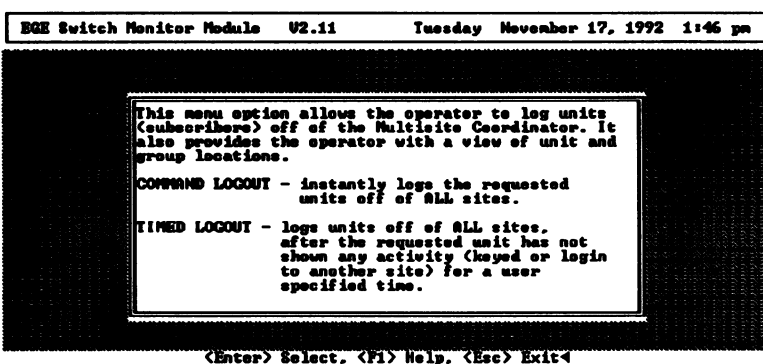 EGE Switch Monitor Module V2.11 Tuesday November 17, 1992 1:46 pm
This menu option allows the operator to log units
(subscribers) off of the Multisite Coordinator. It
also provides the operator with a view of unit and
group locations.
COMMAND LOGOUT - instantly logs the requested
units off of ALL sites.
TIMED LOGOUT - logs units off of ALL sites,
after the requested unit has not
shown any activity (keyed or login
to another site) for a user
specified time.
<Enter> Select, <F1> Help, <Esc> Exit◄